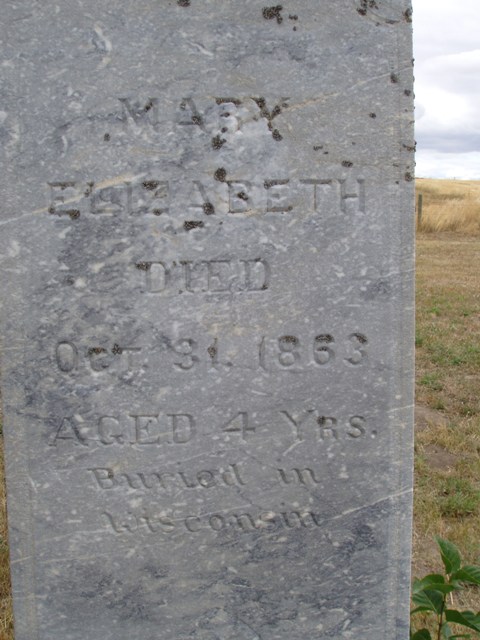 MARY
ELIZABETH
DIED
OCT. 31. 1863
AGED 4 YRS.
Buried in
Wisconsin